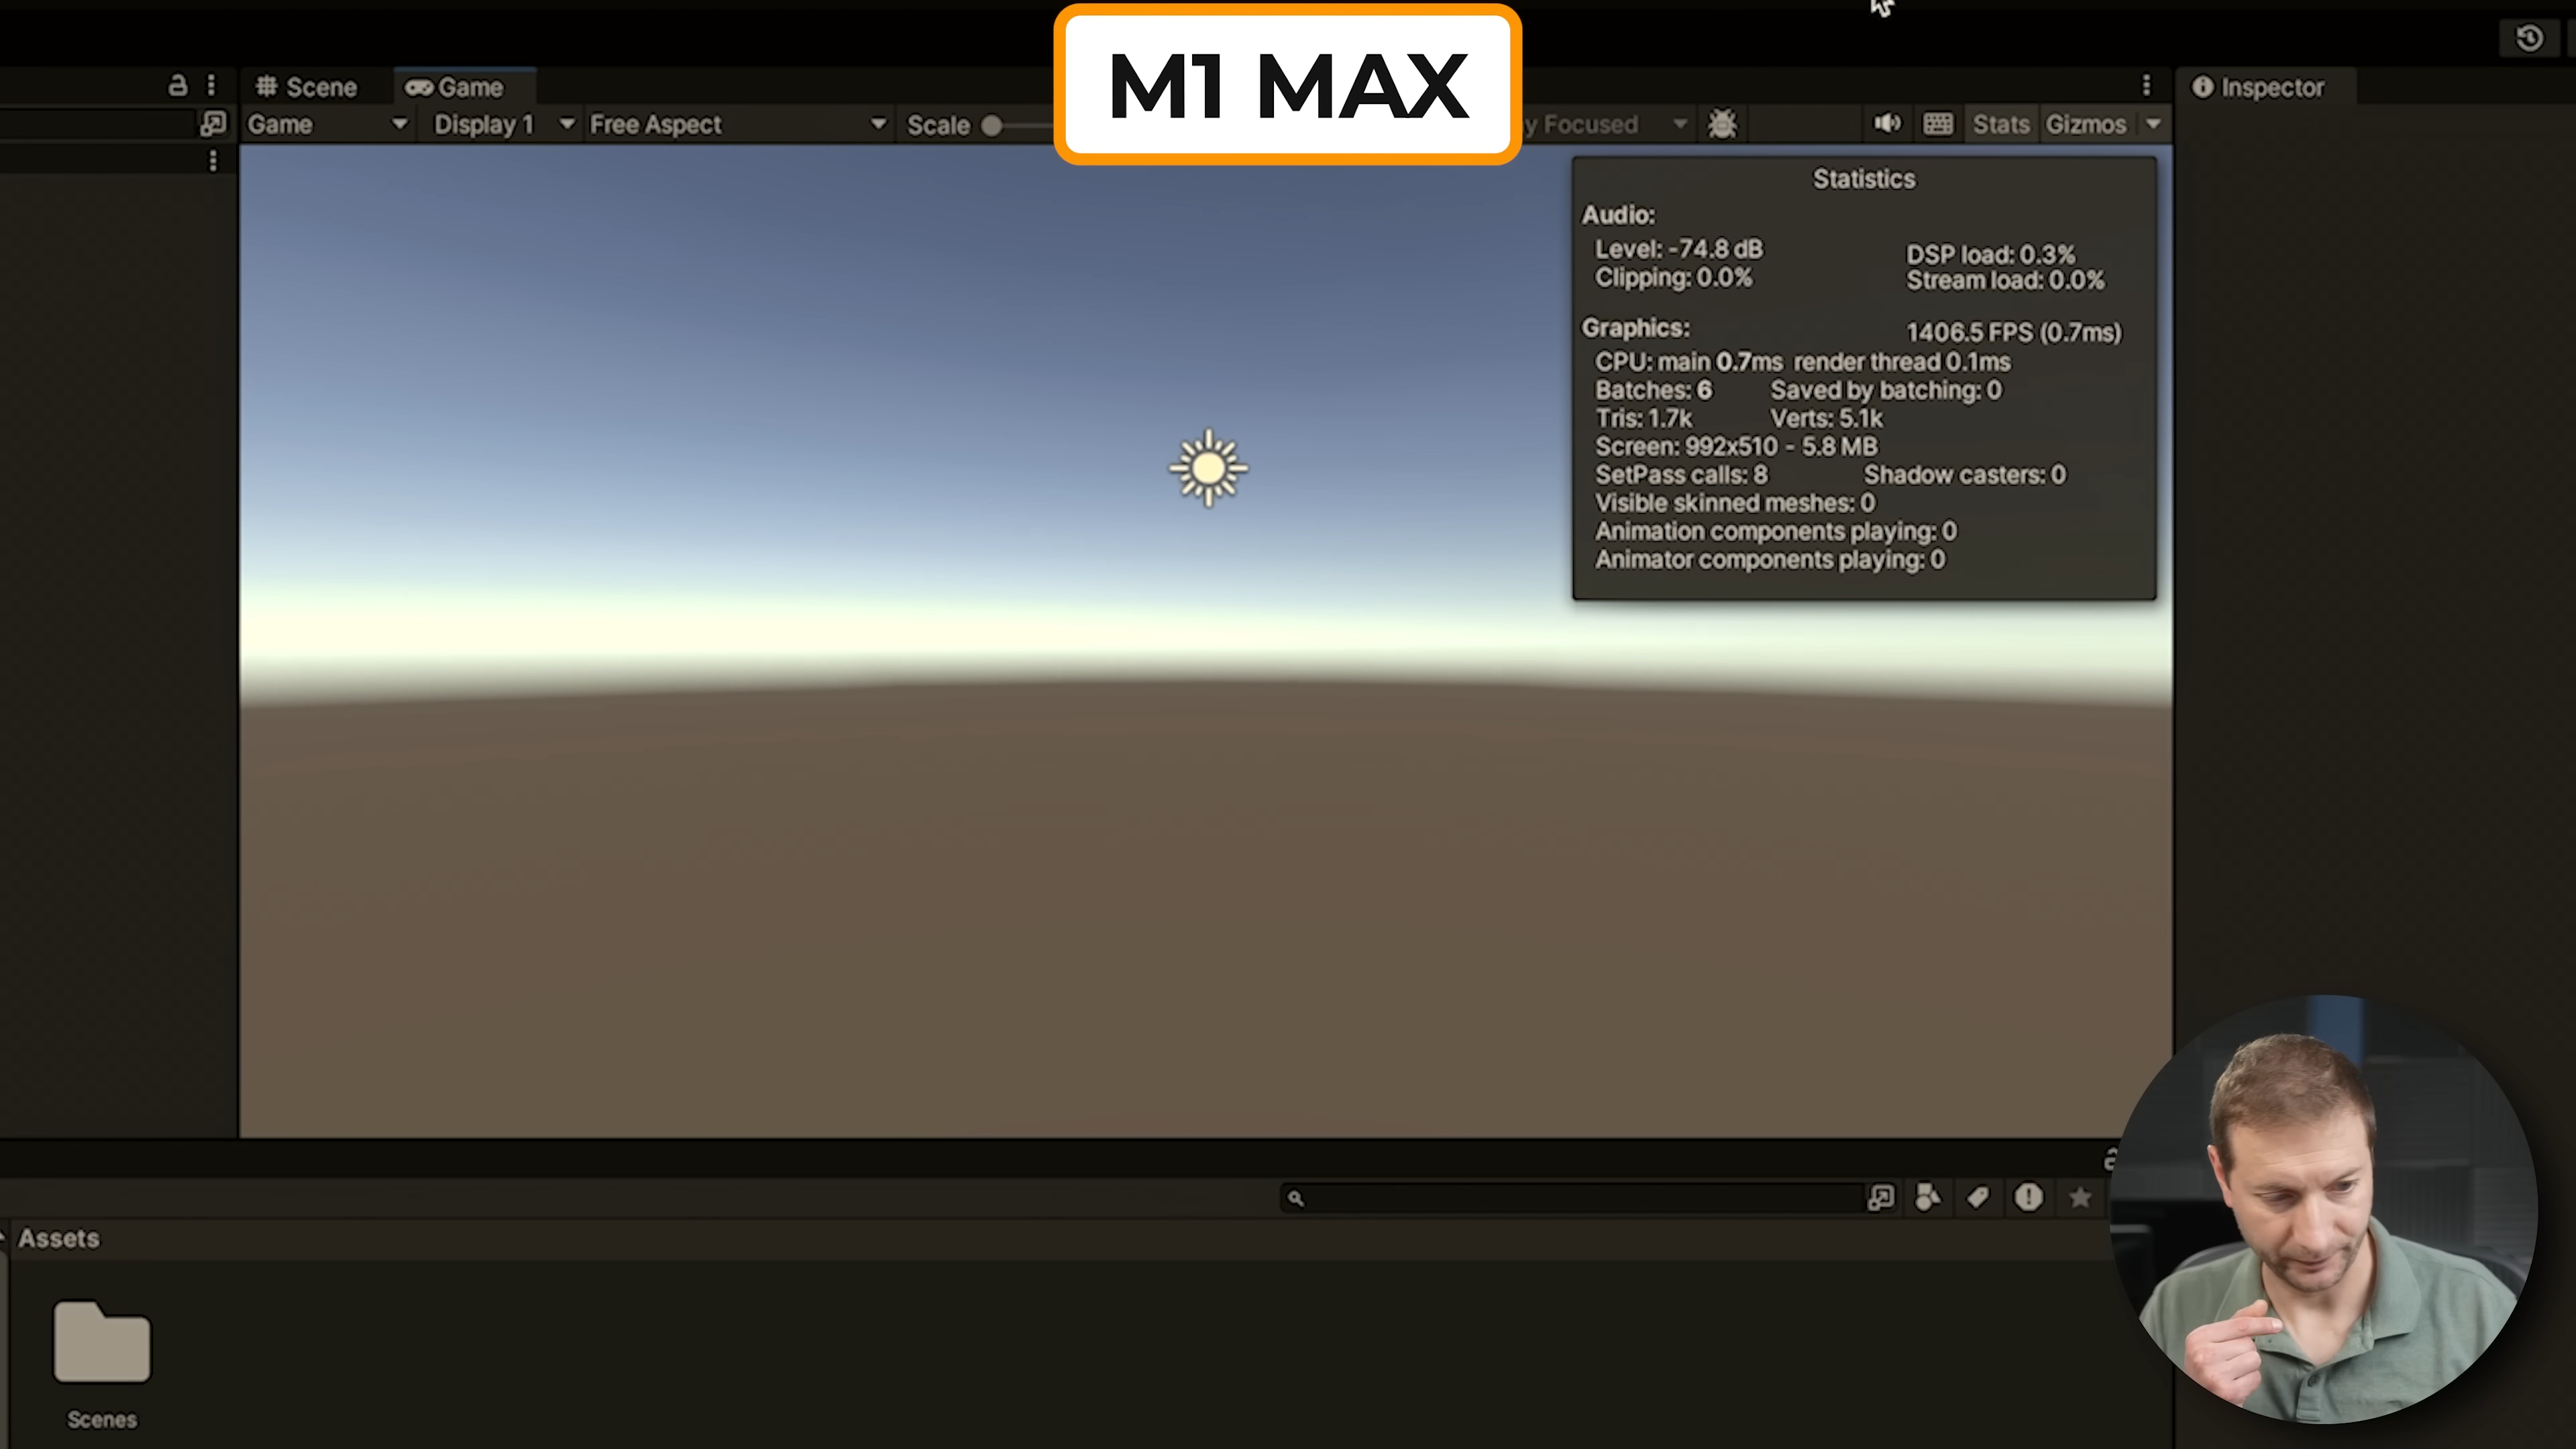 M1 MAX
Scene
Game
Inspector
Game
Display 1
Free Aspect
Scale
y Focused
Stats
Gizmos
Statistics
Audio:
Level: -74.8 dB
DSP load: 0.3%
Clipping: 0.0%
Stream load: 0.0%
Graphics:
1406.5 FPS (0.7ms)
CPU: main 0.7ms render thread 0.1ms
Batches: 6 Saved by batching: 0
Tris: 1.7k Verts: 5.1k
Screen: 992x510 - 5.8 MB
SetPass calls: 8 Shadow casters: 0
Visible skinned meshes: 0
Animation components playing: 0
Animator components playing: 0
Assets
Scenes